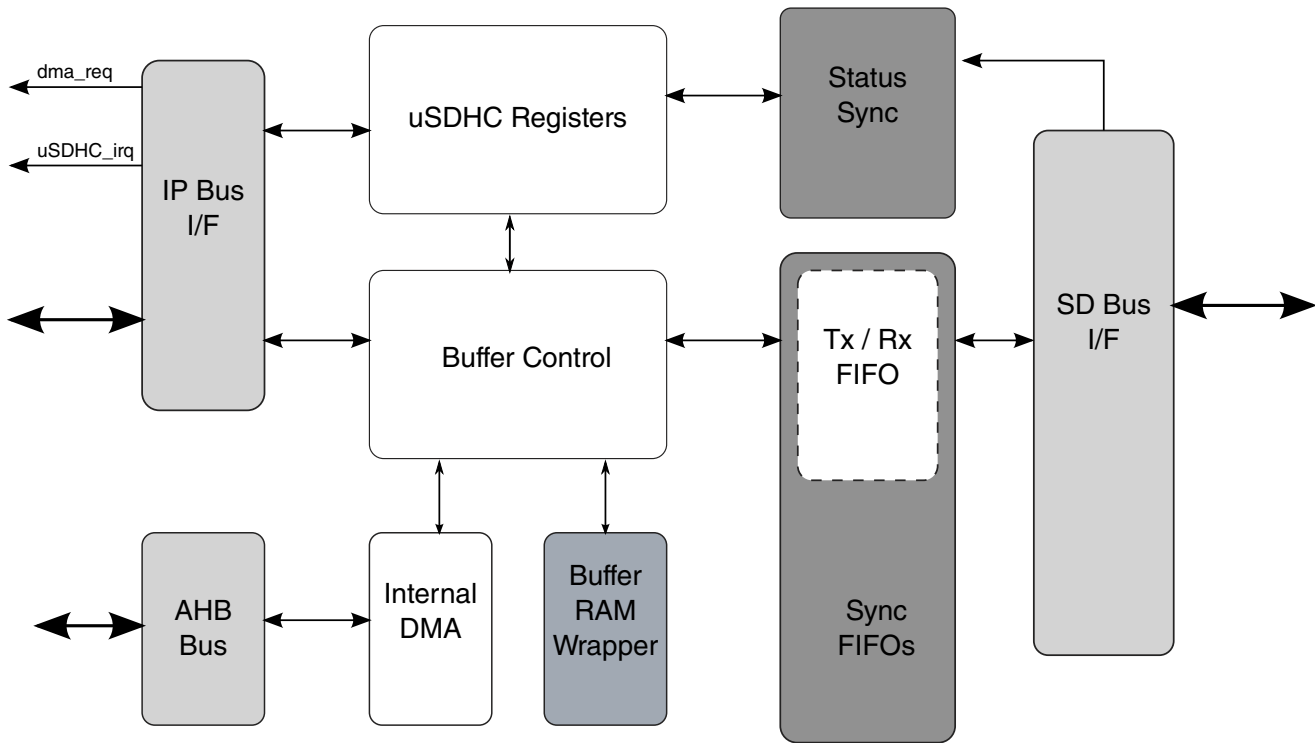 dma_req
uSDHC_irq
IP Bus
I/F
uSDHC Registers
Status
Sync
Buffer Control
Tx / Rx
FIFO
SD Bus
I/F
AHB
Bus
Internal
DMA
Buffer
RAM
Wrapper
Sync
FIFOs